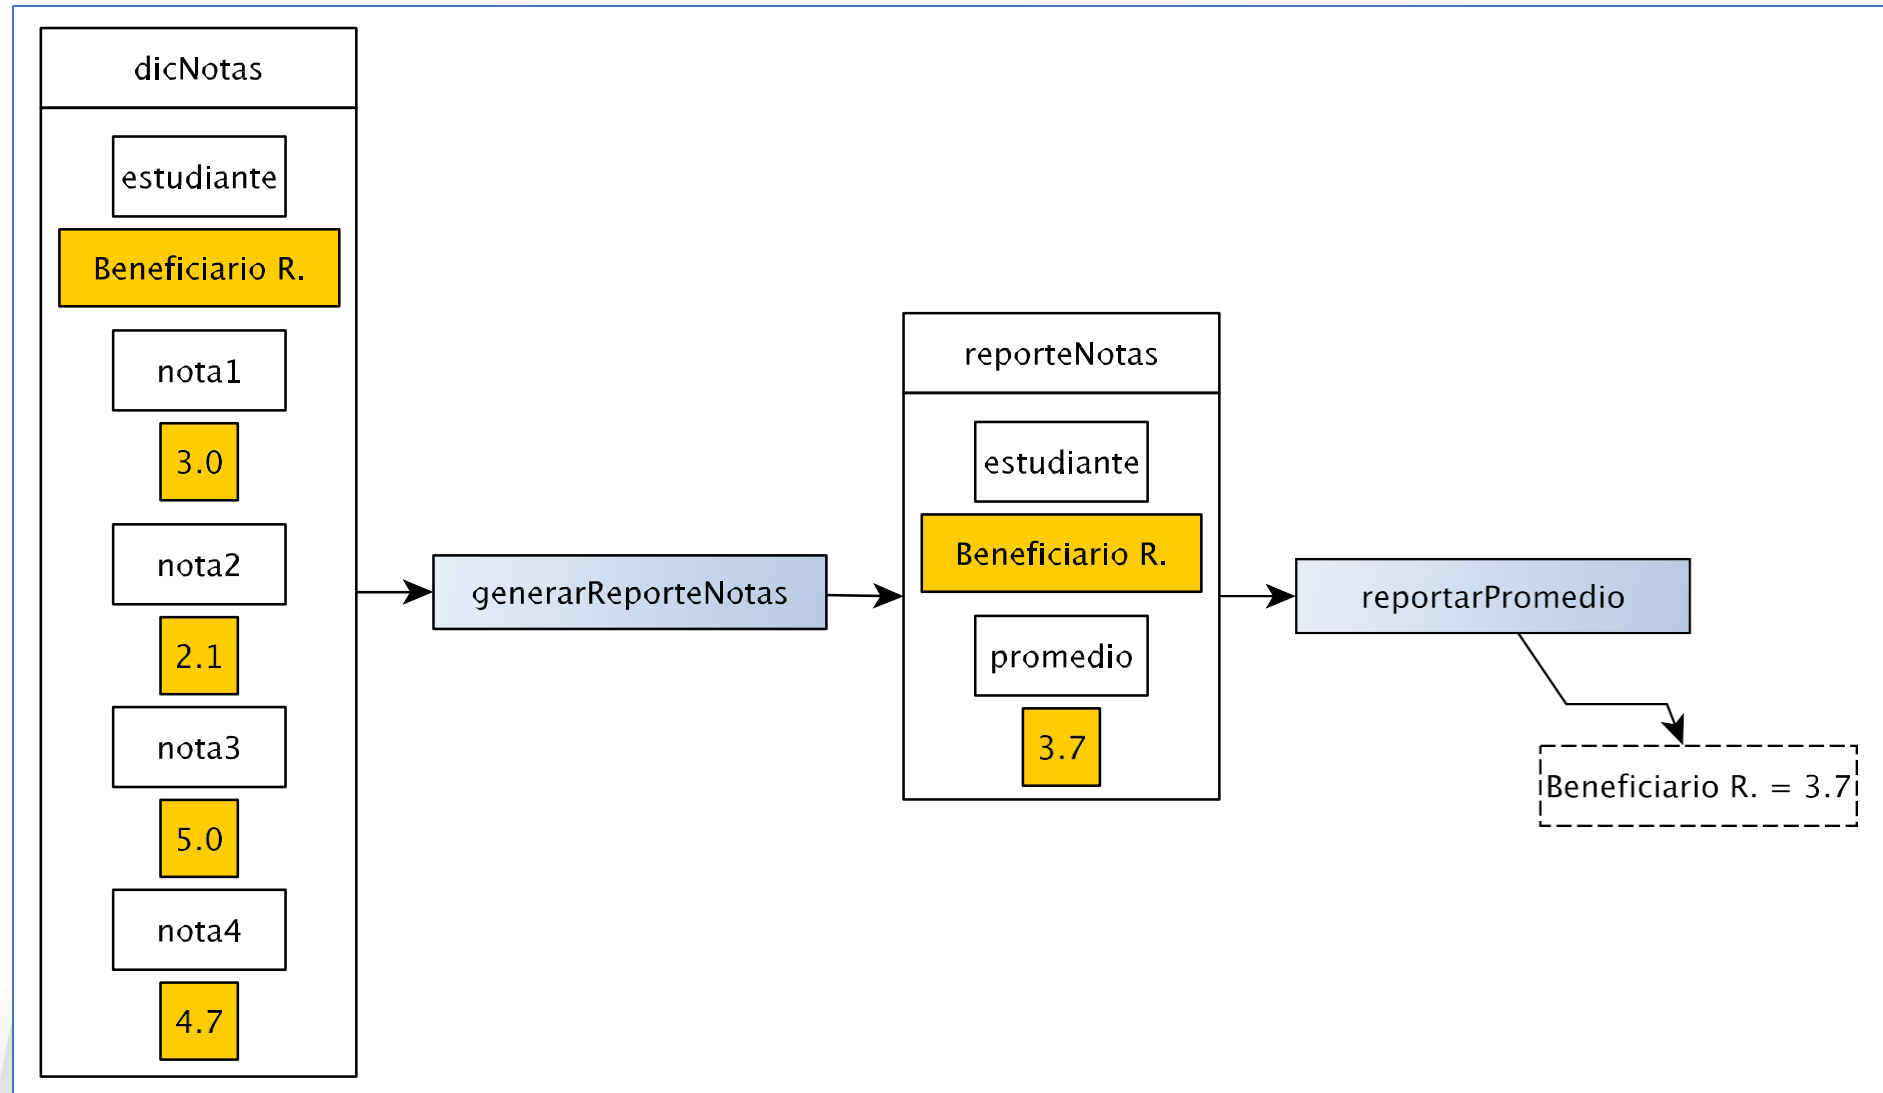 dicNotas
estudiante
Beneficiario R.
nota1
3.0
nota2
2.1
nota3
5.0
nota4
4.7
generarReporteNotas
reporteNotas
estudiante
Beneficiario R.
promedio
3.7
reportarPromedio
Beneficiario R. = 3.7